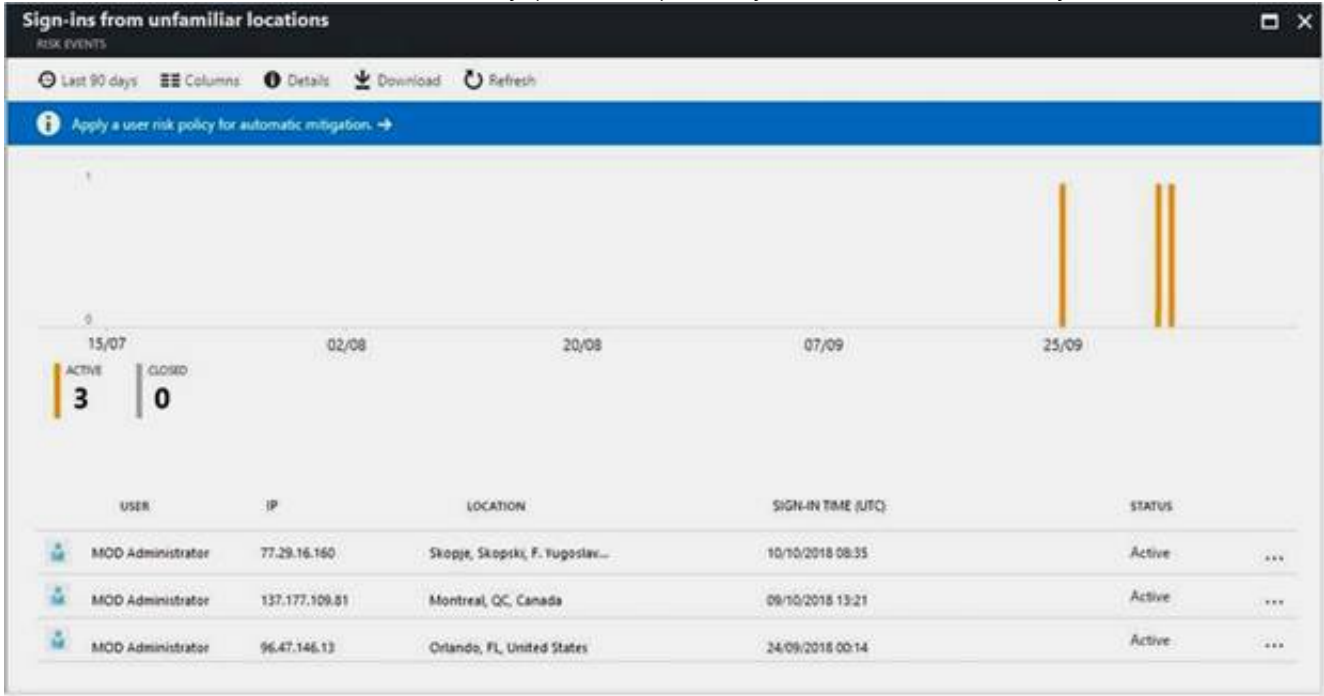 Sign-ins from unfamiliar locations
RISK EVENTS
Last 90 days Columns Details Download Refresh
Apply a user risk policy for automatic mitigation. →
1
0
15/07 02/08 20/08 07/09 25/09
ACTIVE CLOSED
3 0
USER IP LOCATION SIGN-IN TIME (UTC) STATUS
MOD Administrator 77.29.16.160 Skopje, Skopski, F. Yugoslav... 10/10/2018 08:35 Active ...
MOD Administrator 137.177.109.81 Montreal, QC, Canada 09/10/2018 13:21 Active ...
MOD Administrator 96.47.146.13 Orlando, FL, United States 24/09/2018 00:14 Active ...